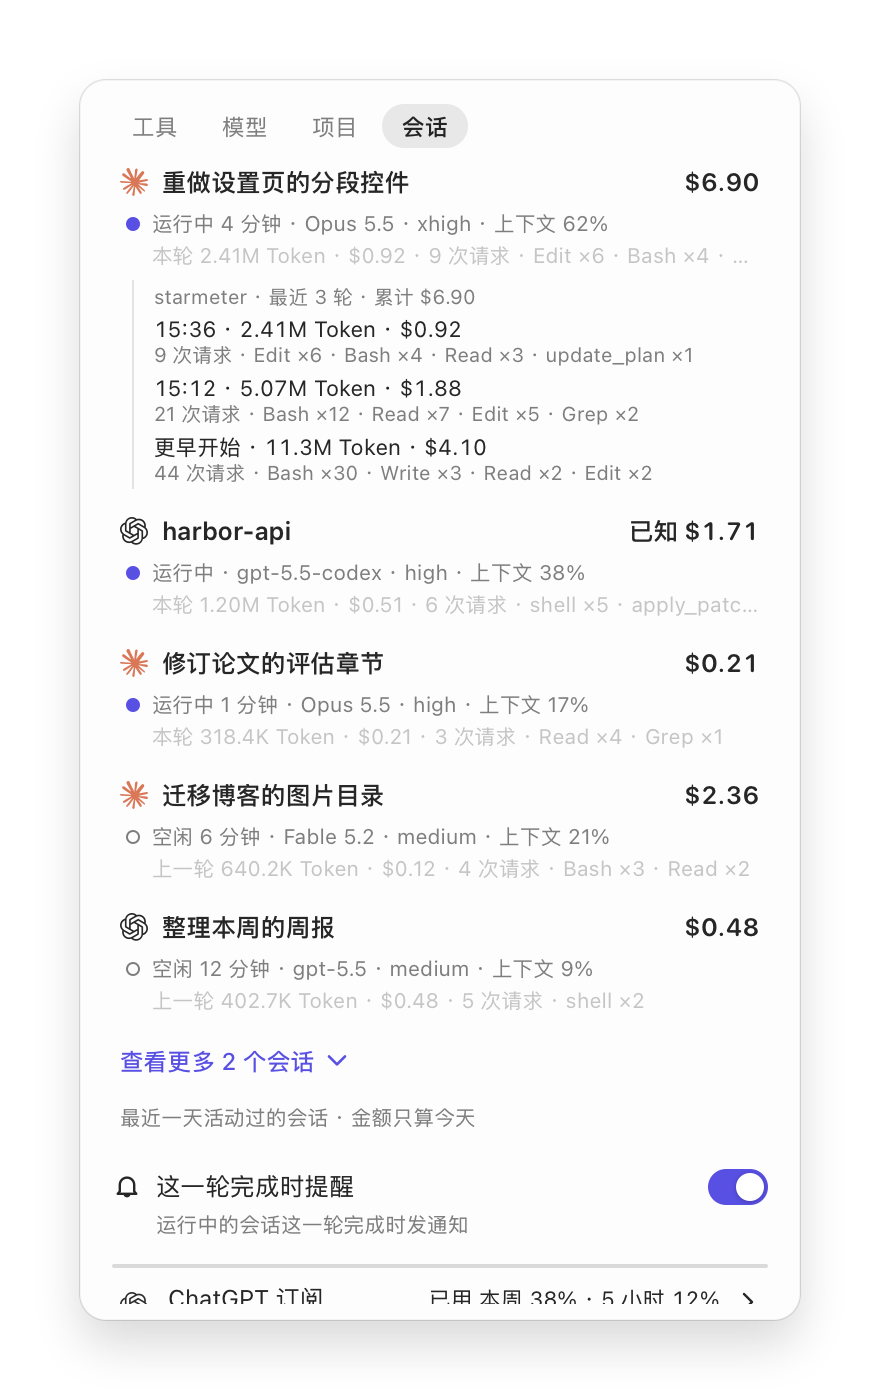 工具 模型 项目 会话
重做设置页的分段控件 $6.90
运行中 4 分钟 · Opus 5.5 · xhigh · 上下文 62%
本轮 2.41M Token · $0.92 · 9 次请求 · Edit ×6 · Bash ×4 · ...
starmeter · 最近 3 轮 · 累计 $6.90
15:36 · 2.41M Token · $0.92
9 次请求 · Edit ×6 · Bash ×4 · Read ×3 · update_plan ×1
15:12 · 5.07M Token · $1.88
21 次请求 · Bash ×12 · Read ×7 · Edit ×5 · Grep ×2
更早开始 · 11.3M Token · $4.10
44 次请求 · Bash ×30 · Write ×3 · Read ×2 · Edit ×2
harbor-api 已知 $1.71
运行中 · gpt-5.5-codex · high · 上下文 38%
本轮 1.20M Token · $0.51 · 6 次请求 · shell ×5 · apply_patc...
修订论文的评估章节 $0.21
运行中 1 分钟 · Opus 5.5 · high · 上下文 17%
本轮 318.4K Token · $0.21 · 3 次请求 · Read ×4 · Grep ×1
迁移博客的图片目录 $2.36
空闲 6 分钟 · Fable 5.2 · medium · 上下文 21%
上一轮 640.2K Token · $0.12 · 4 次请求 · Bash ×3 · Read ×2
整理本周的周报 $0.48
空闲 12 分钟 · gpt-5.5 · medium · 上下文 9%
上一轮 402.7K Token · $0.48 · 5 次请求 · shell ×2
查看更多 2 个会话
最近一天活动过的会话 · 金额只算今天
这一轮完成时提醒
运行中的会话这一轮完成时发通知
ChatGPT 订阅 已用 本周 38% · 5 小时 12%